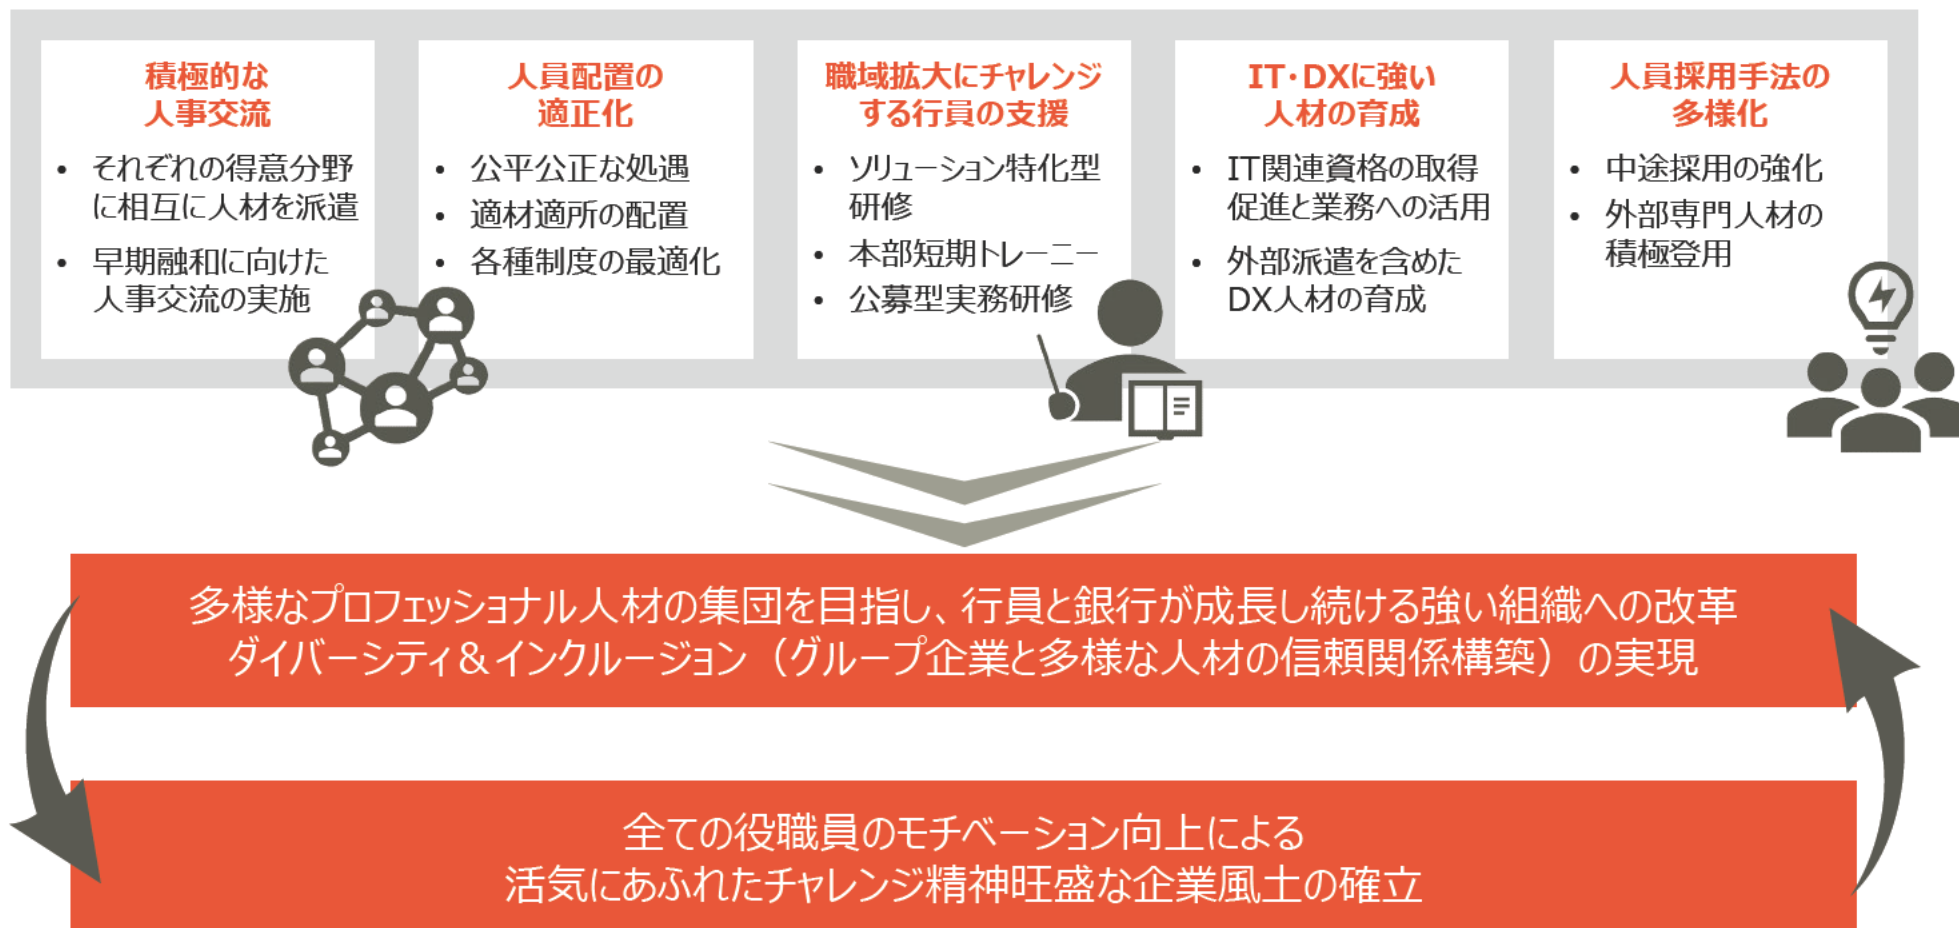 積極的な
人事交流
• それぞれの得意分野
に相互に人材を派遣
• 早期融和に向けた
人事交流の実施
人員配置の
適正化
• 公平公正な処遇
• 適材適所の配置
• 各種制度の最適化
職域拡大にチャレンジ
する行員の支援
• ソリューション特化型
研修
• 本部短期トレーニー
• 公募型実務研修
IT・DXに強い
人材の育成
• IT関連資格の取得
促進と業務への活用
• 外部派遣を含めた
DX人材の育成
人員採用手法の
多様化
• 中途採用の強化
• 外部専門人材の
積極登用
多様なプロフェッショナル人材の集団を目指し、行員と銀行が成長し続ける強い組織への改革
ダイバーシティ＆インクルージョン（グループ企業と多様な人材の信頼関係構築）の実現
全ての役職員のモチベーション向上による
活気にあふれたチャレンジ精神旺盛な企業風土の確立